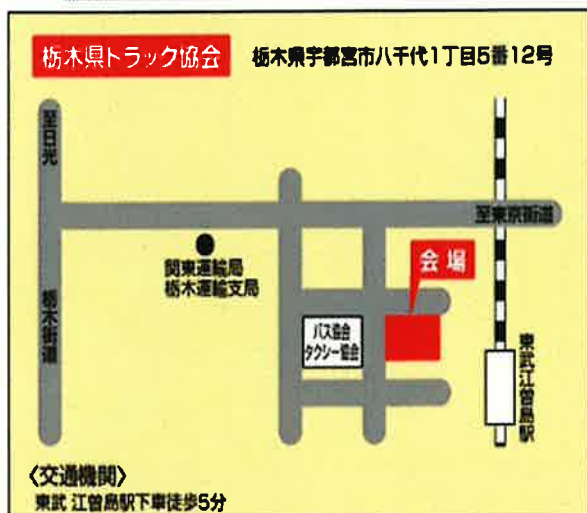 栃木県トラック協会
栃木県宇都宮市八千代1丁目5番12号
至日光
至東京街道
関東運輸局
栃木運輸支局
会場
栃木街道
バス協会
タクシー協会
東武江曽島駅
〈交通機関〉
東武 江曽島駅下車徒歩5分